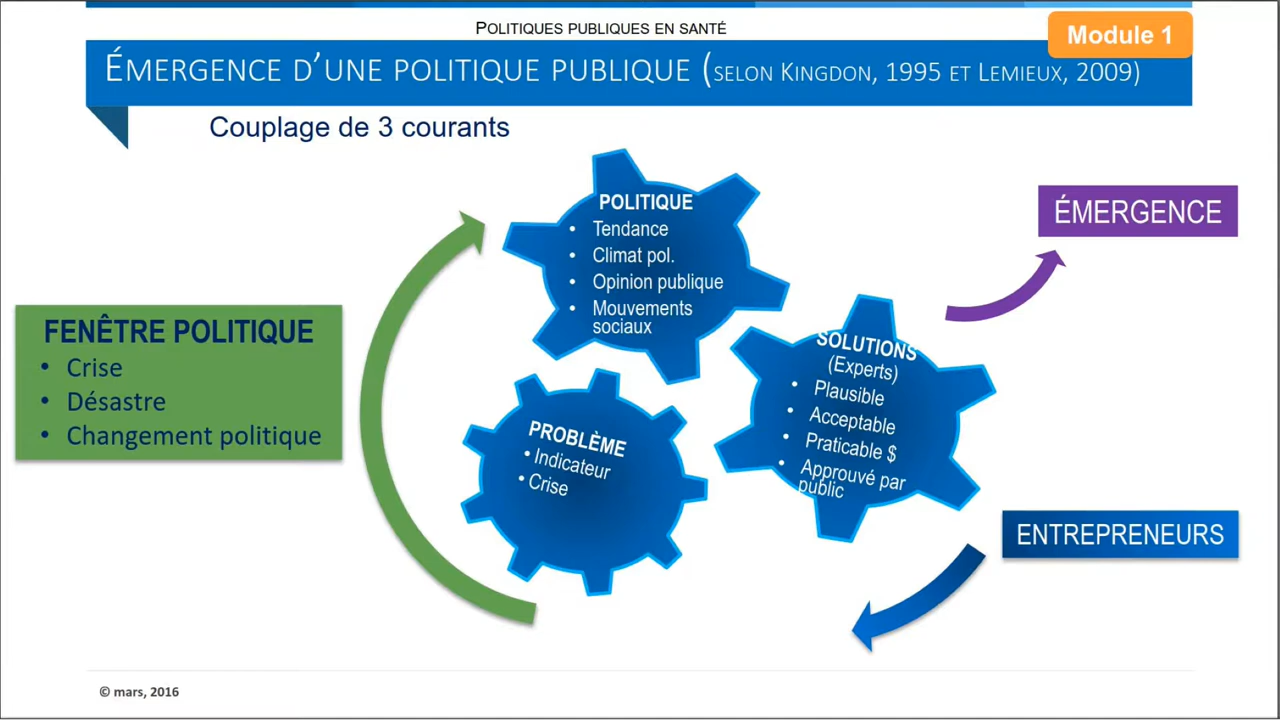 POLITIQUES PUBLIQUES EN SANTÉ
Module 1
ÉMERGENCE D’UNE POLITIQUE PUBLIQUE (SELON KINGDON, 1995 ET LEMIEUX, 2009)
Couplage de 3 courants
POLITIQUE
• Tendance
• Climat pol.
• Opinion publique
• Mouvements
sociaux
ÉMERGENCE
FENÊTRE POLITIQUE
• Crise
• Désastre
• Changement politique
SOLUTIONS
(Experts)
• Plausible
• Acceptable
• Praticable $
• Approuvé par
public
PROBLÈME
• Indicateur
• Crise
ENTREPRENEURS
© mars, 2016